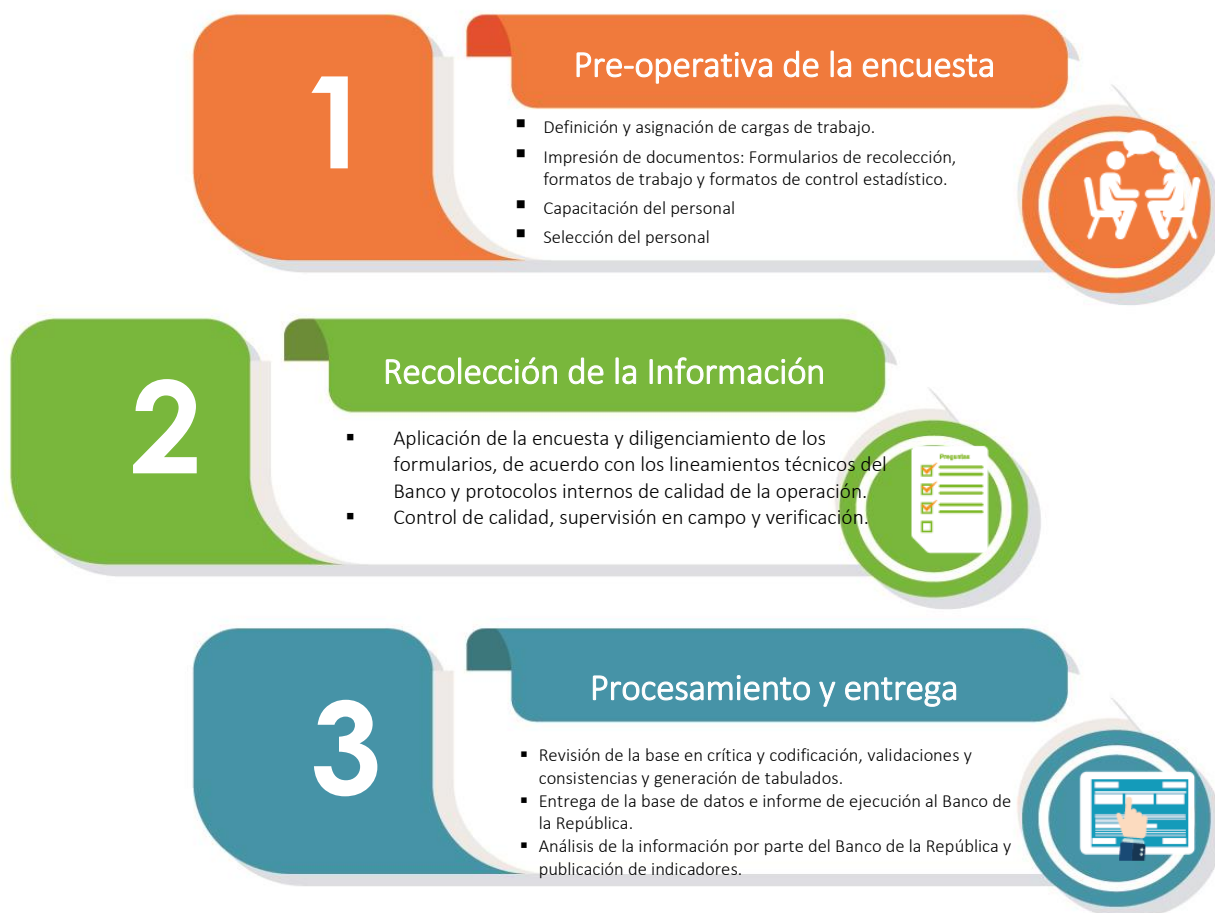 1
Pre-operativa de la encuesta
▪ Definición y asignación de cargas de trabajo.
▪ Impresión de documentos: Formularios de recolección,
formatos de trabajo y formatos de control estadístico.
▪ Capacitación del personal
▪ Selección del personal
2
Recolección de la Información
▪ Aplicación de la encuesta y diligenciamiento de los
formularios, de acuerdo con los lineamientos técnicos del
Banco y protocolos internos de calidad de la operación.
▪ Control de calidad, supervisión en campo y verificación.
Preguntas
3
Procesamiento y entrega
▪ Revisión de la base en crítica y codificación, validaciones y
consistencias y generación de tabulados.
▪ Entrega de la base de datos e informe de ejecución al Banco de
la República.
▪ Análisis de la información por parte del Banco de la República y
publicación de indicadores.